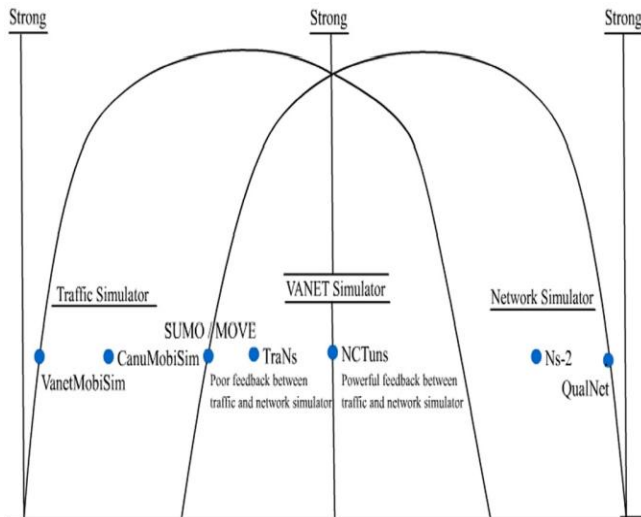 Strong
Strong
Strong
Traffic Simulator
VANET Simulator
Network Simulator
SUMO / MOVE
VanetMobiSim
CanuMobiSim
TraNs
Poor feedback between
traffic and network simulator
NCTuns
Powerful feedback between
traffic and network simulator
Ns-2
QualNet